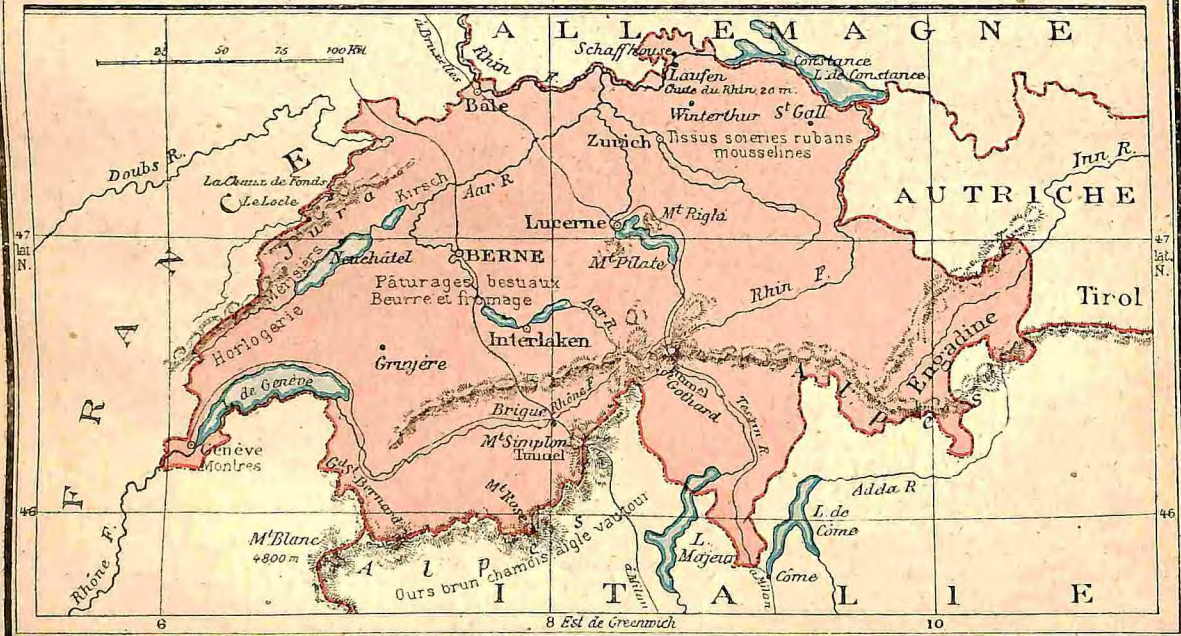 ALLEMAGNE
25 50 75 100 Kil
à Bruxelles
Rhin
F.
Schaffhouse
Laufen
Chute du Rhin, 20 m.
Constance
L. de Constance
Bâle
Winterthur
St Gall
Zurich
Tissus soieries rubans
mousselines
Doubs R.
Inn R.
AUTRICHE
FRANCE
La Chaux de Fonds
Le Locle
Jura
Kirsch
Aar R
Lucerne
Mt Righi
Mt Pilate
47
lat.
N.
47
lat.
N.
Neuchâtel
Merisiers
BERNE
Pâturages bestiaux
Beurre et fromage
Horlogerie
Rhin F.
Tirol
Aar R.
Interlaken
Gruyère
Engadine
Alpes
L. de Genève
Tunnel
Gothard
Tessin R
Brigue
Rhône F
Mt Simplon
Tunnel
Genève
Montres
Gd St Bernard
Mt Rose
Adda R
46
46
Mt Blanc
4800 m
L. de
Côme
L.
Majeur
Côme
Rhône F.
Alpes
Ours brun chamois aigle vautour
à Milan
à Milan
ITALIE
6 8 Est de Greenwich 10